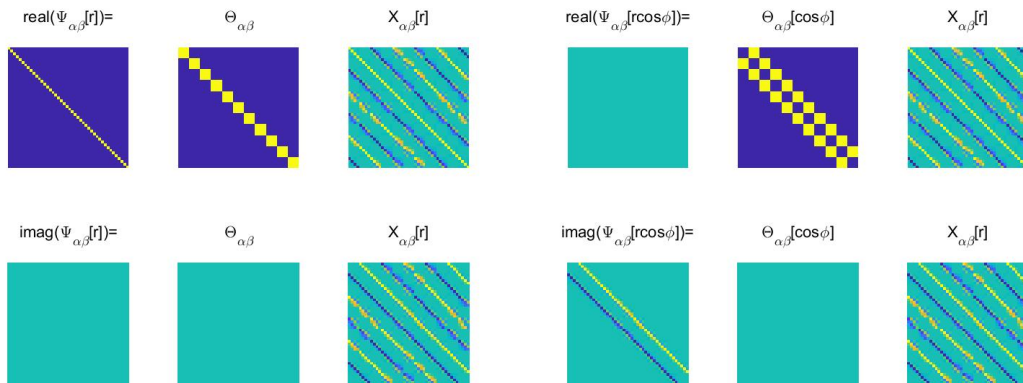 real(Ψ_αβ[r])= Θ_αβ X_αβ[r] real(Ψ_αβ[rcosϕ])= Θ_αβ[cosϕ] X_αβ[r]
imag(Ψ_αβ[r])= Θ_αβ X_αβ[r] imag(Ψ_αβ[rcosϕ])= Θ_αβ[cosϕ] X_αβ[r]